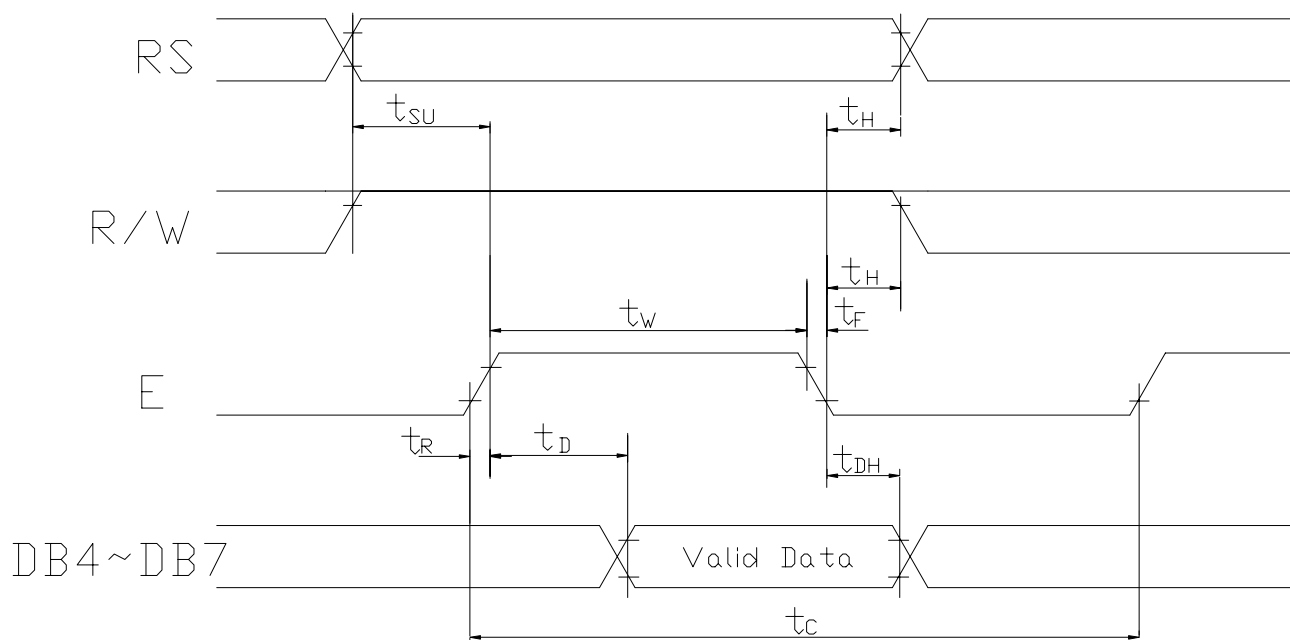 RS
tSU
tH
R/W
tH
tW
tF
E
tR
tD
tDH
DB4~DB7
Valid Data
tC